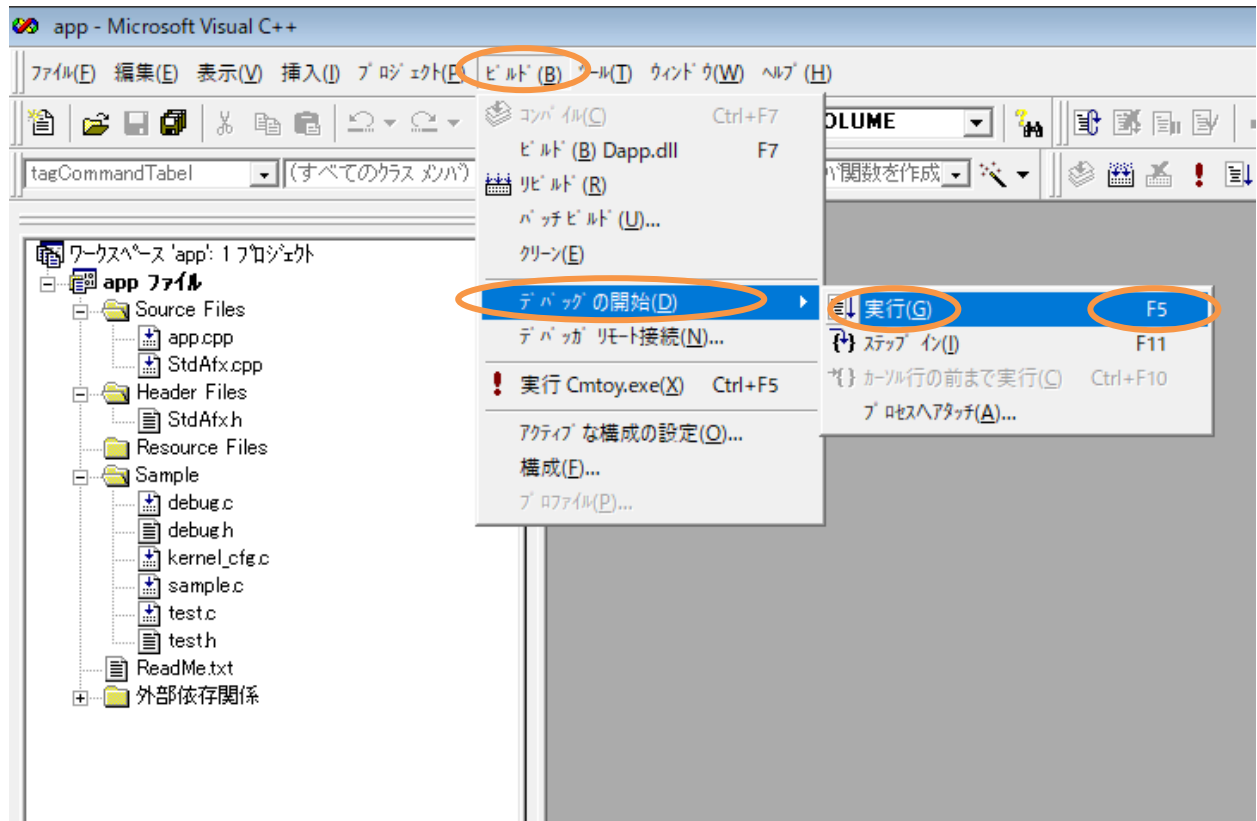 app - Microsoft Visual C++
ﾌｧｲﾙ(F) 編集(E) 表示(V) 挿入(I) ﾌﾟﾛｼﾞｪｸﾄ(P) ﾋﾞﾙﾄﾞ(B) ﾂｰﾙ(T) ｳｨﾝﾄﾞｳ(W) ﾍﾙﾌﾟ(H)
OLUME
tagCommandTabel (すべてのｸﾗｽ ﾒﾝﾊﾞ) ﾊﾞ関数を作成
ｺﾝﾊﾟｲﾙ(C) Ctrl+F7
ﾋﾞﾙﾄﾞ(B) Dapp.dll F7
ﾘﾋﾞﾙﾄﾞ(R)
ﾊﾞｯﾁ ﾋﾞﾙﾄﾞ(U)...
ｸﾘｰﾝ(E)
ﾃﾞﾊﾞｯｸﾞの開始(D)
ﾃﾞﾊﾞｯｶﾞ ﾘﾓｰﾄ接続(N)...
実行 Cmtoy.exe(X) Ctrl+F5
ｱｸﾃｨﾌﾞな構成の設定(O)...
構成(F)...
ﾌﾟﾛﾌｧｲﾙ(P)...
実行(G) F5
ｽﾃｯﾌﾟ ｲﾝ(I) F11
ｶｰｿﾙ行の前まで実行(C) Ctrl+F10
ﾌﾟﾛｾｽへｱﾀｯﾁ(A)...
ワークスペース 'app': 1 プロジェクト
app ファイル
Source Files
app.cpp
StdAfx.cpp
Header Files
StdAfx.h
Resource Files
Sample
debug.c
debug.h
kernel_cfg.c
sample.c
test.c
test.h
ReadMe.txt
外部依存関係